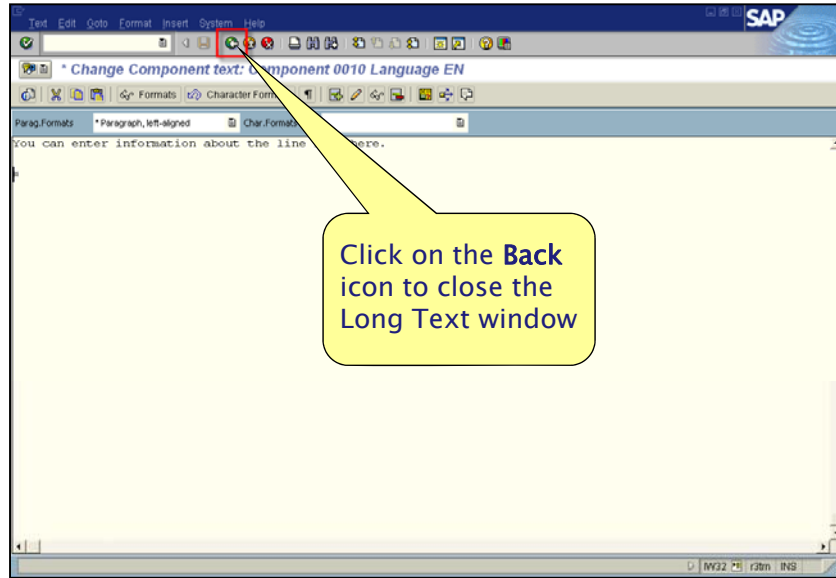 Text Edit Goto Format Insert System Help
SAP
* Change Component text: Component 0010 Language EN
Formats Character Form
Parag.Formats * Paragraph, left-aligned Char.Formats
You can enter information about the line here.
Click on the Back
icon to close the
Long Text window
IW32 r3tm INS